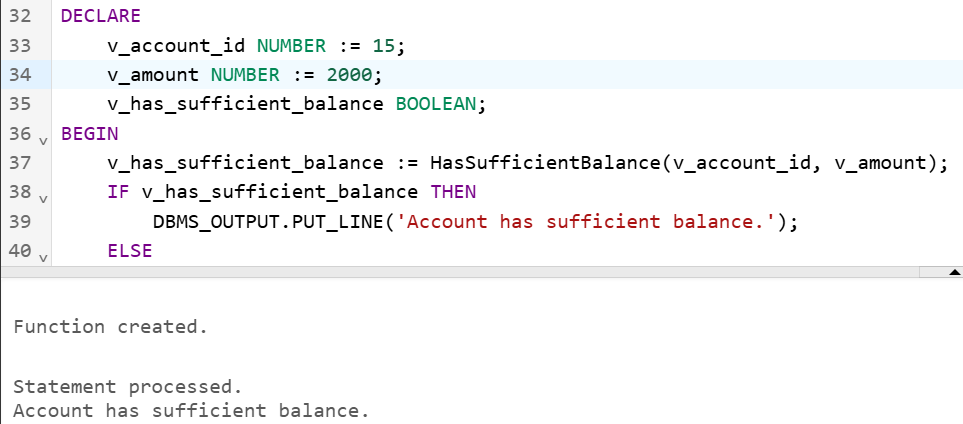 32 DECLARE
33 v_account_id NUMBER := 15;
34 v_amount NUMBER := 2000;
35 v_has_sufficient_balance BOOLEAN;
36 BEGIN
37 v_has_sufficient_balance := HasSufficientBalance(v_account_id, v_amount);
38 IF v_has_sufficient_balance THEN
39 DBMS_OUTPUT.PUT_LINE('Account has sufficient balance.');
40 ELSE
Function created.
Statement processed.
Account has sufficient balance.